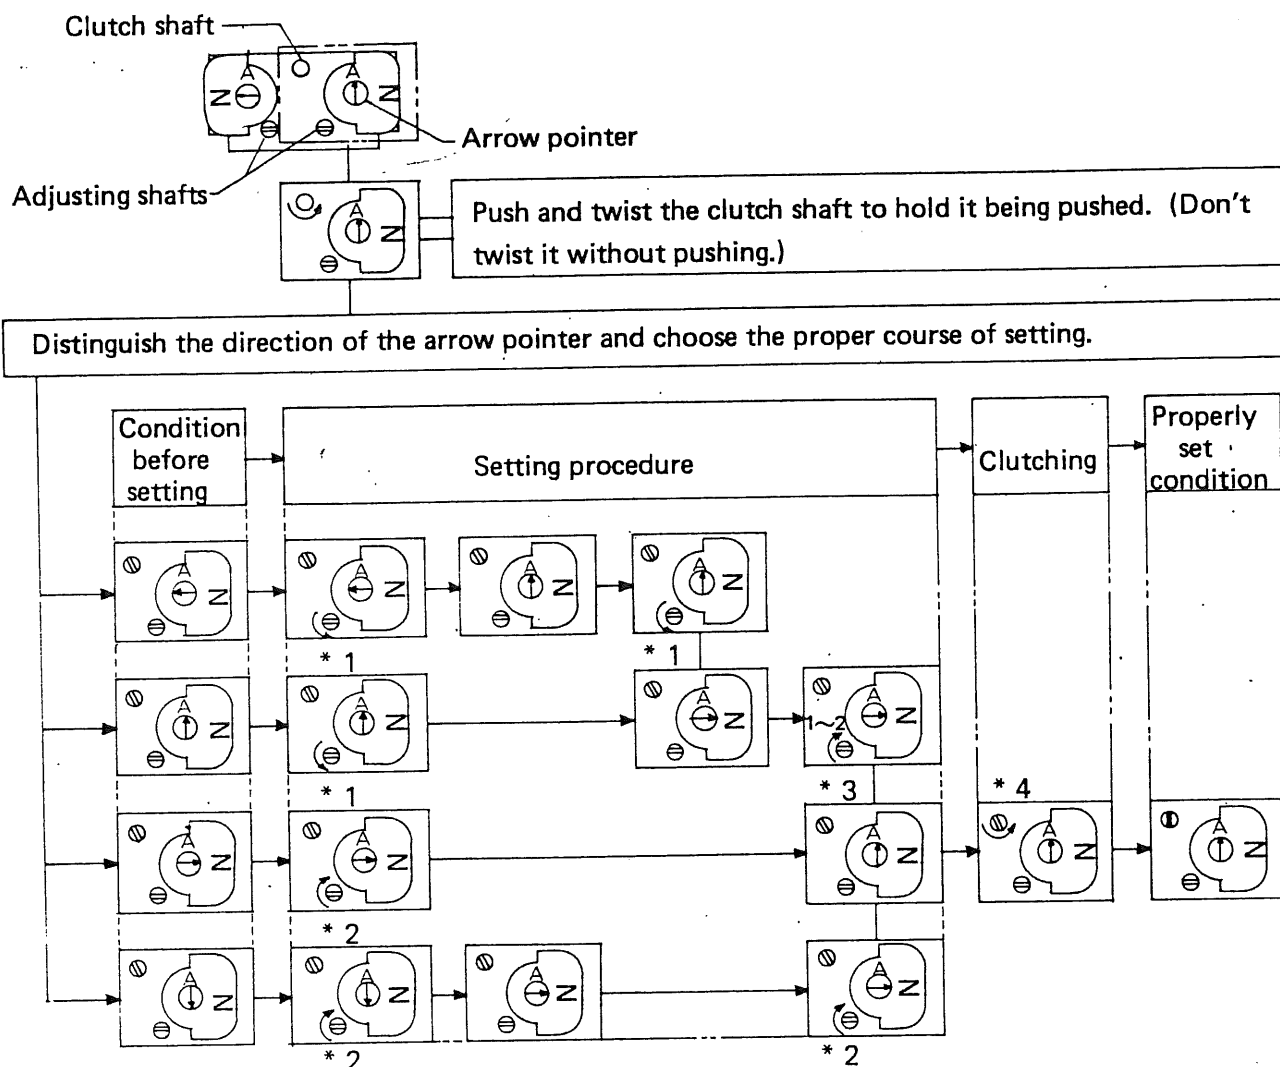 Clutch shaft
A
A
N
N
Arrow pointer
Adjusting shafts
A
N
Push and twist the clutch shaft to hold it being pushed. (Don't
twist it without pushing.)
Distinguish the direction of the arrow pointer and choose the proper course of setting.
Condition
before
setting
Setting procedure
Clutching
Properly
set
condition
A
N
A
N
A
N
A
N
* 1
* 1
A
N
A
N
A
N
1~2
A
N
* 1
* 3
* 4
A
N
A
N
A
N
A
N
A
N
* 2
A
N
A
N
A
N
A
N
* 2
* 2